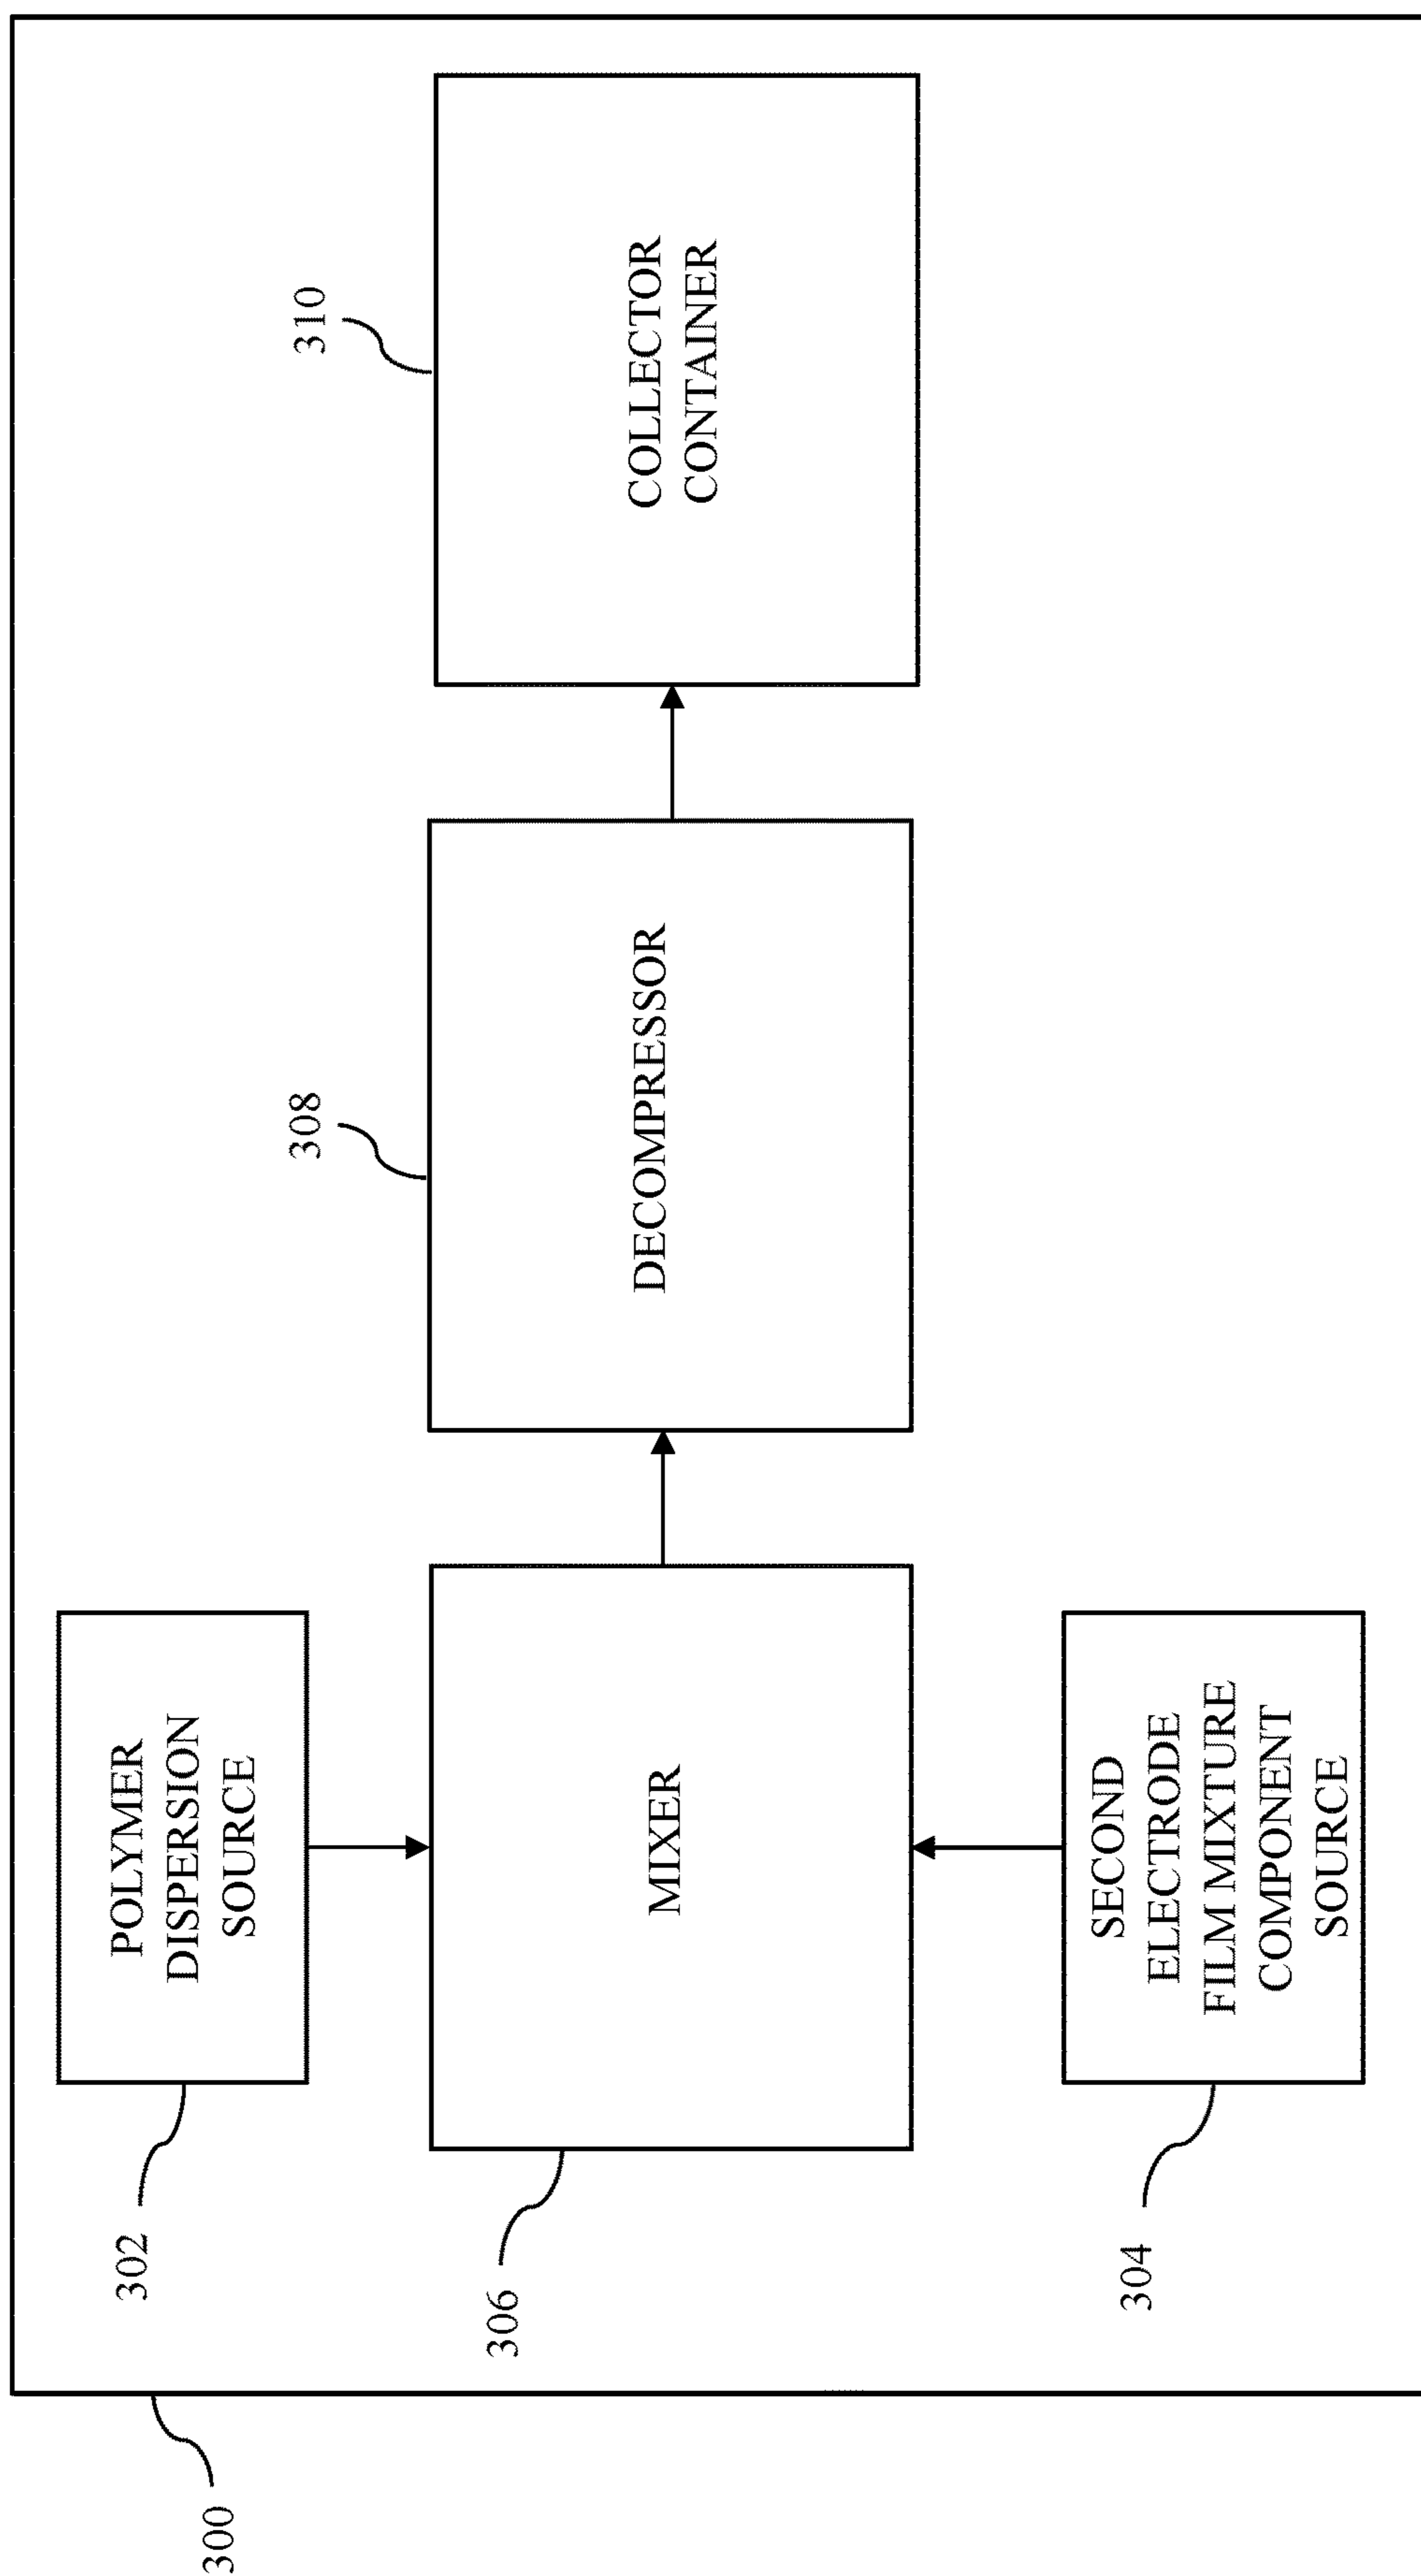 300
302
POLYMER
DISPERSION
SOURCE
306
MIXER
304
SECOND
ELECTRODE
FILM MIXTURE
COMPONENT
SOURCE
308
DECOMPRESSOR
310
COLLECTOR
CONTAINER